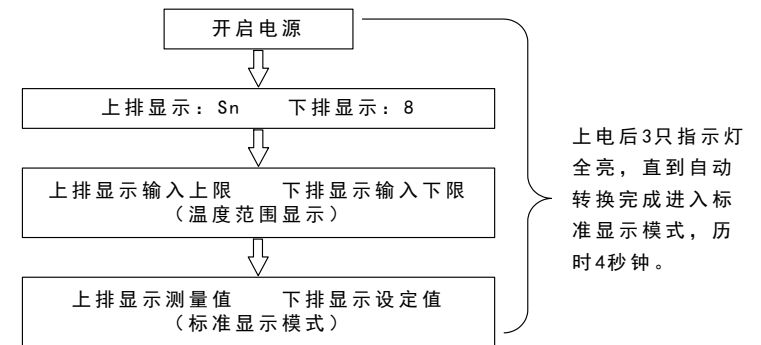 开启电源
上排显示：Sn 下排显示：8
上排显示输入上限 下排显示输入下限
（温度范围显示）
上排显示测量值 下排显示设定值
（标准显示模式）
上电后3只指示灯
全亮，直到自动
转换完成进入标
准显示模式，历
时4秒钟。